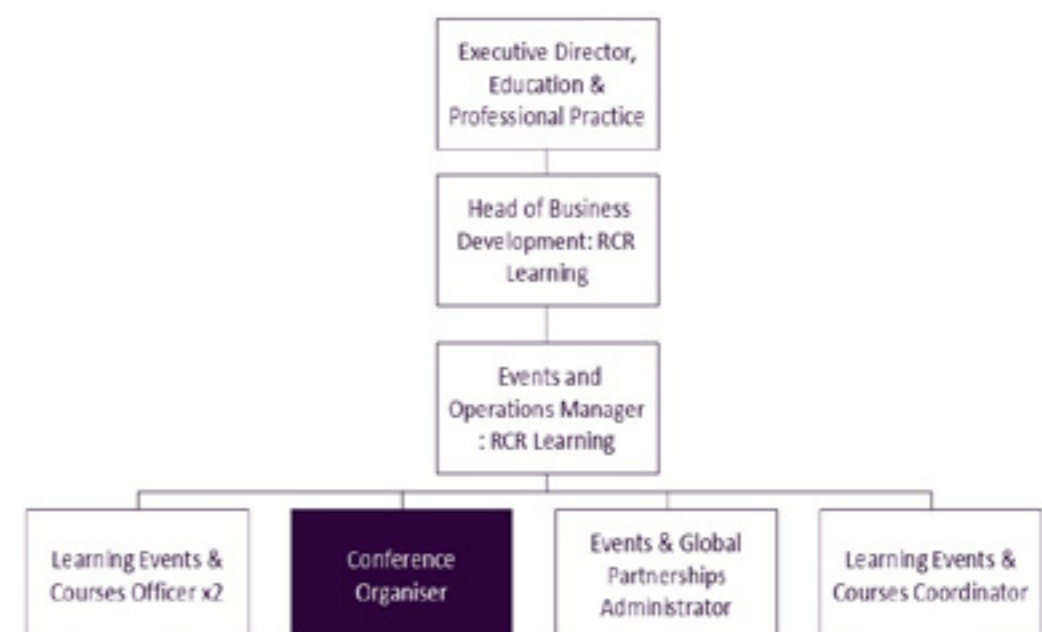 Executive Director,
Education &
Professional Practice
Head of Business
Development: RCR
Learning
Events and
Operations Manager
: RCR Learning
Learning Events &
Courses Officer x2
Conference
Organiser
Events & Global
Partnerships
Administrator
Learning Events &
Courses Coordinator